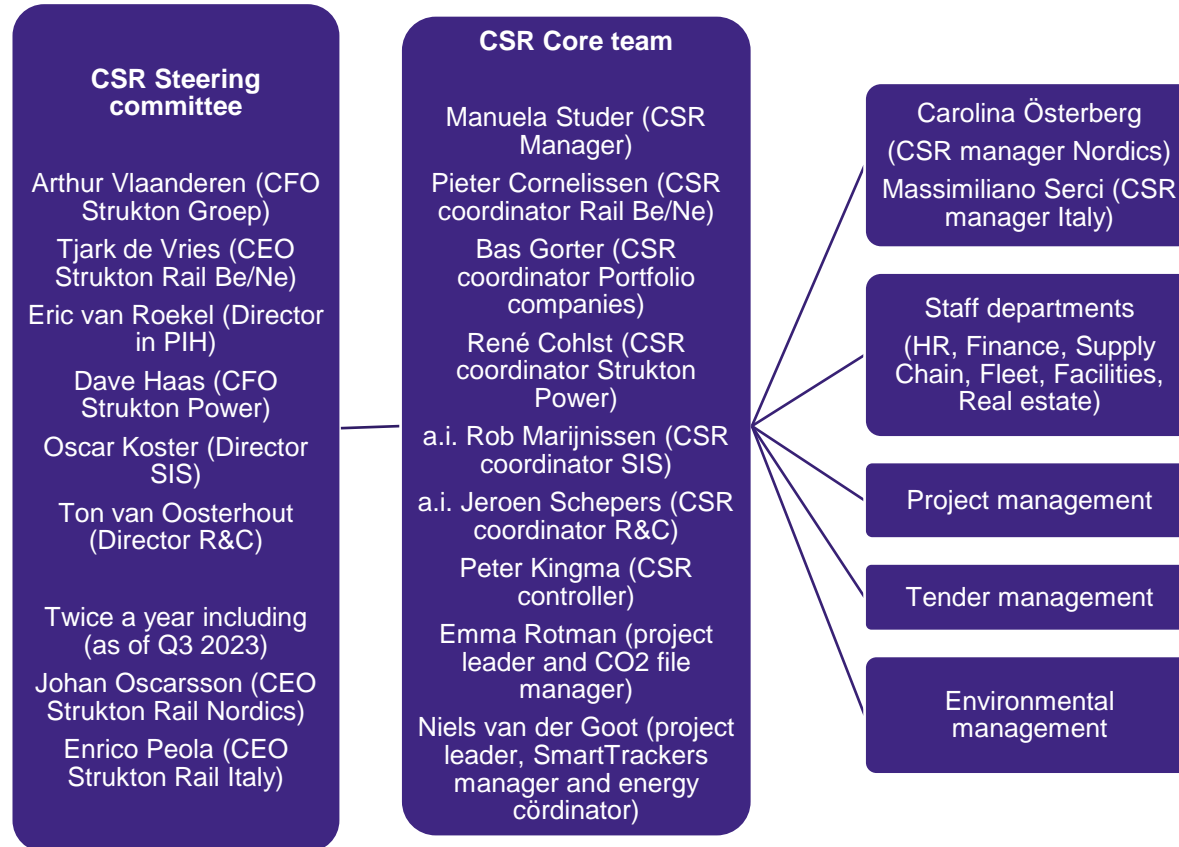 CSR Steering
committee
Arthur Vlaanderen (CFO
Strukton Groep)
Tjark de Vries (CEO
Strukton Rail Be/Ne)
Eric van Roekel (Director
in PIH)
Dave Haas (CFO
Strukton Power)
Oscar Koster (Director
SIS)
Ton van Oosterhout
(Director R&C)
Twice a year including
(as of Q3 2023)
Johan Oscarsson (CEO
Strukton Rail Nordics)
Enrico Peola (CEO
Strukton Rail Italy)
CSR Core team
Manuela Studer (CSR
Manager)
Pieter Cornelissen (CSR
coordinator Rail Be/Ne)
Bas Gorter (CSR
coordinator Portfolio
companies)
René Cohlst (CSR
coordinator Strukton
Power)
a.i. Rob Marijnissen (CSR
coordinator SIS)
a.i. Jeroen Schepers (CSR
coordinator R&C)
Peter Kingma (CSR
controller)
Emma Rotman (project
leader and CO2 file
manager)
Niels van der Goot (project
leader, SmartTrackers
manager and energy
cördinator)
Carolina Österberg
(CSR manager Nordics)
Massimiliano Serci (CSR
manager Italy)
Staff departments
(HR, Finance, Supply
Chain, Fleet, Facilities,
Real estate)
Project management
Tender management
Environmental
management